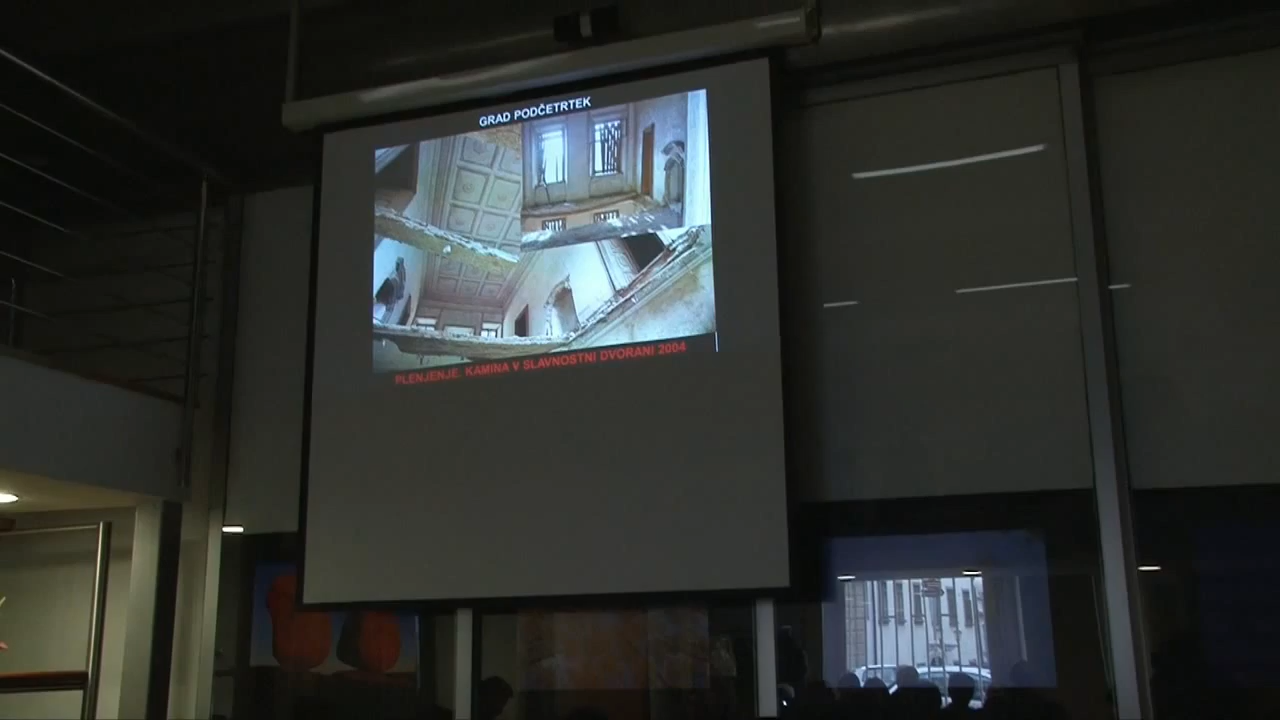 GRAD PODČETRTEK
PLENJENJE: KAMINA V SLAVNOSTNI DVORANI 2004